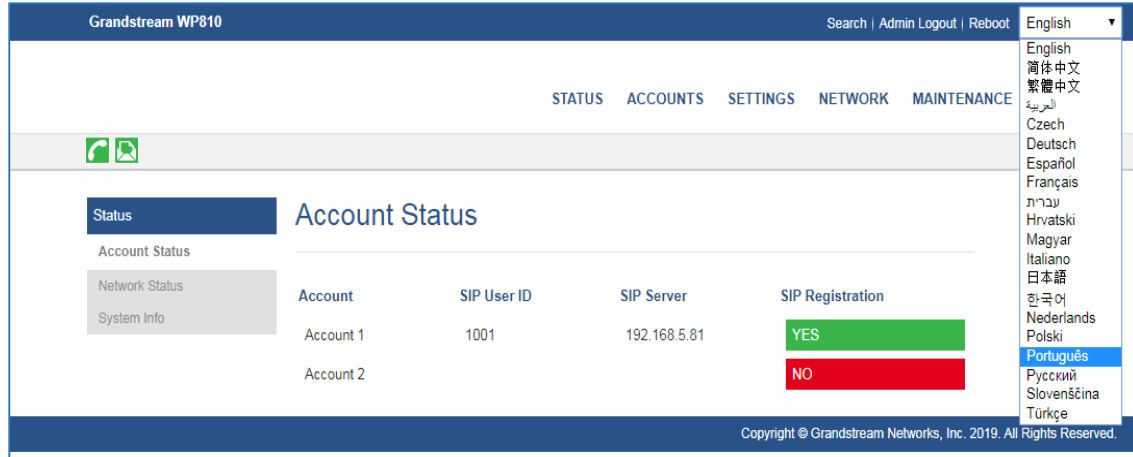 Grandstream WP810
Search | Admin Logout | Reboot
English
STATUS ACCOUNTS SETTINGS NETWORK MAINTENANCE
English
简体中文
繁體中文
العربية
Czech
Deutsch
Español
Français
עברית
Hrvatski
Magyar
Italiano
日本語
한국어
Nederlands
Polski
Português
Русский
Slovenščina
Türkçe
Status
Account Status
Network Status
System Info
Account Status
Account SIP User ID SIP Server SIP Registration
Account 1 1001 192.168.5.81 YES
Account 2 NO
Copyright © Grandstream Networks, Inc. 2019. All Rights Reserved.